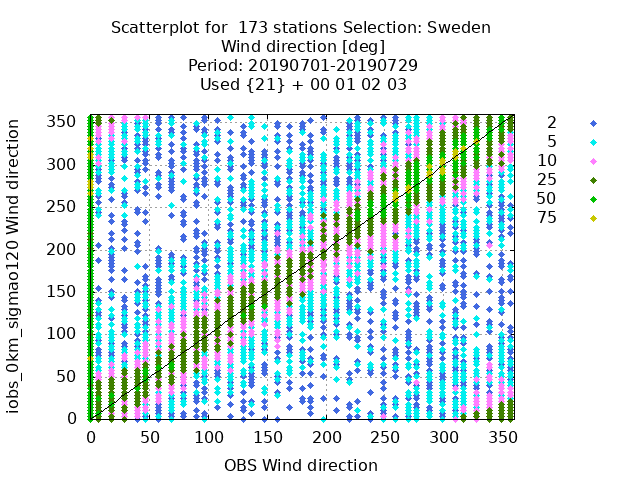 Scatterplot for 173 stations Selection: Sweden
Wind direction [deg]
Period: 20190701-20190729
Used {21} + 00 01 02 03
iobs_0km_sigmao120 Wind direction
350
300
250
200
150
100
50
0
0 50 100 150 200 250 300 350
OBS Wind direction
2
5
10
25
50
75